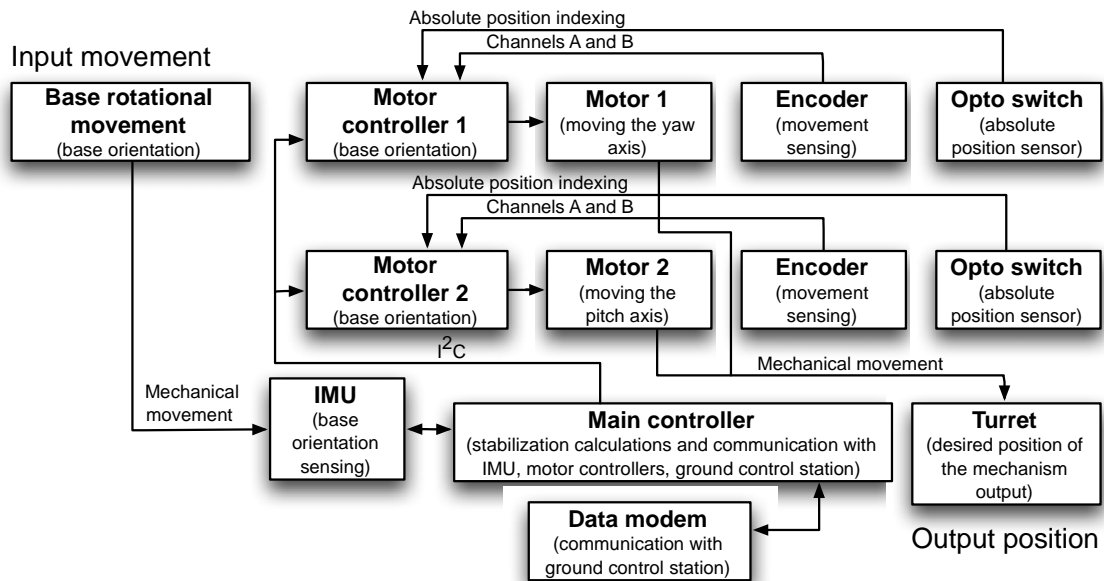 Absolute position indexing
Channels A and B
Input movement
Base rotational
movement
(base orientation)
Motor
controller 1
(base orientation)
Motor 1
(moving the yaw
axis)
Encoder
(movement
sensing)
Opto switch
(absolute
position sensor)
Absolute position indexing
Channels A and B
Motor
controller 2
(base orientation)
Motor 2
(moving the
pitch axis)
Encoder
(movement
sensing)
Opto switch
(absolute
position sensor)
I²C
Mechanical movement
Mechanical
movement
IMU
(base
orientation
sensing)
Main controller
(stabilization calculations and communication with
IMU, motor controllers, ground control station)
Turret
(desired position of
the mechanism
output)
Data modem
(communication with
ground control station)
Output position